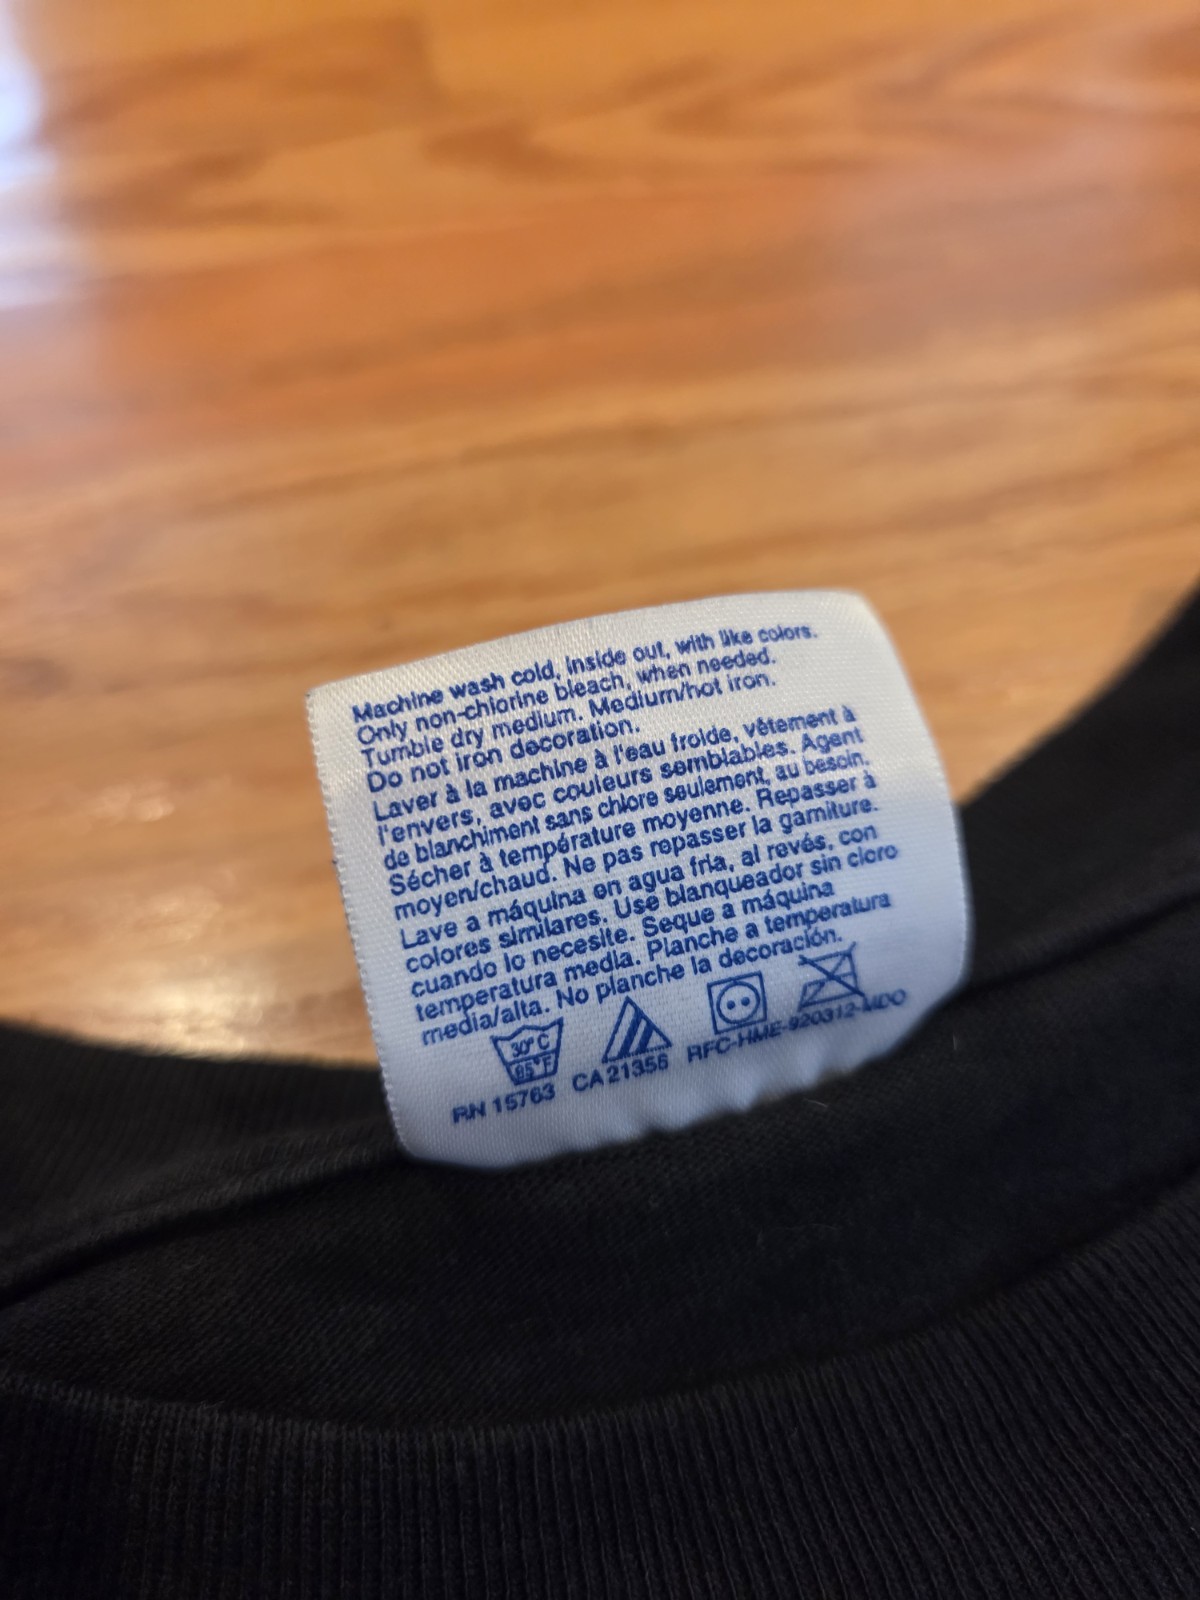 Machine wash cold, inside out, with like colors.
Only non-chlorine bleach, when needed.
Tumble dry medium. Medium/hot iron.
Do not iron decoration.
Laver à la machine à l'eau froide, vêtement à
l'envers, avec couleurs semblables. Agent
de blanchiment sans chlore seulement, au besoin.
Sécher à température moyenne. Repasser à
moyen/chaud. Ne pas repasser la garniture.
Lave a máquina en agua fria, al revés, con
colores similares. Use blanqueador sin cloro
cuando lo necesite. Seque a máquina
temperatura media. Planche a temperatura
media/alta. No planche la decoración.
30°C
85°F
RN 15763 CA 21356 RFC-HME-920312-MDO